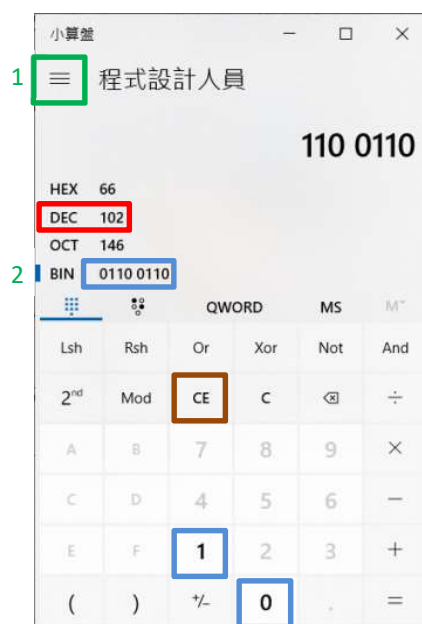 小算盤
1 程式設計人員
110 0110
HEX 66
DEC 102
OCT 146
2 BIN 0110 0110
QWORD MS M˅
Lsh Rsh Or Xor Not And
2ⁿᵈ Mod CE C ÷
A B 7 8 9 ×
C D 4 5 6 −
E F 1 2 3 +
( ) +/− 0 . =